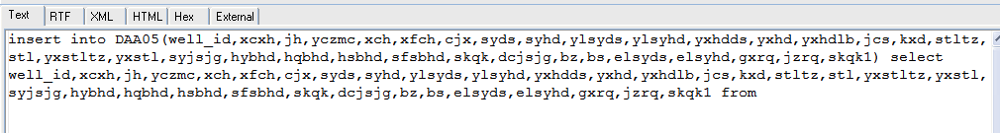 Text RTF XML HTML Hex External
insert into DAA05(well_id,xcxh,jh,yczmc,xch,xfch,cjx,syds,syhd,ylsyds,ylsyhd,yxhdds,yxhd,yxhdlb,jcs,kxd,stltz,
stl,yxstltz,yxstl,syjsjg,hybhd,hqbhd,hsbhd,sfsbhd,skqk,dcjsjg,bz,bs,elsyds,elsyhd,gxrq,jzrq,skqk1) select
well_id,xcxh,jh,yczmc,xch,xfch,cjx,syds,syhd,ylsyds,ylsyhd,yxhdds,yxhd,yxhdlb,jcs,kxd,stltz,stl,yxstltz,yxstl,
syjsjg,hybhd,hqbhd,hsbhd,sfsbhd,skqk,dcjsjg,bz,bs,elsyds,elsyhd,gxrq,jzrq,skqk1 from